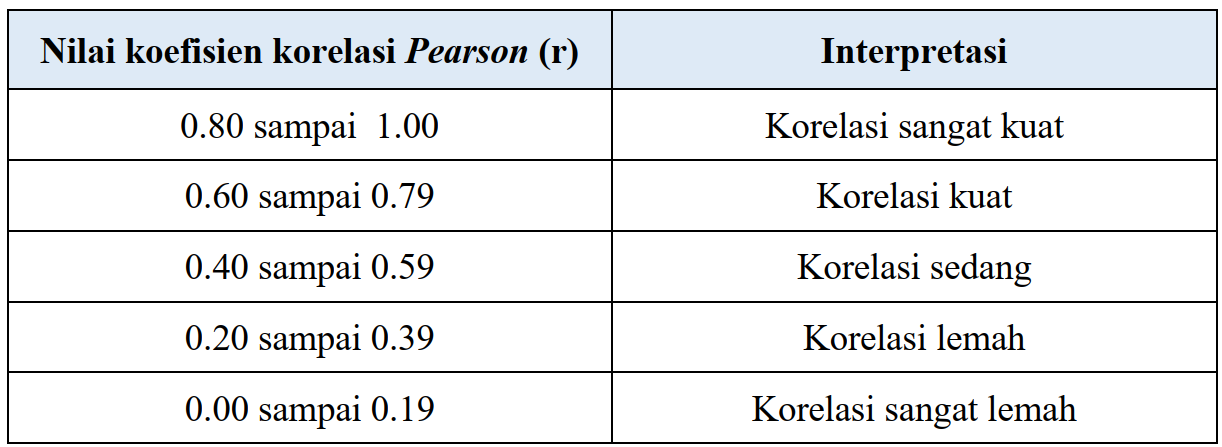 Nilai koefisien korelasi Pearson (r) Interpretasi
0.80 sampai 1.00 Korelasi sangat kuat
0.60 sampai 0.79 Korelasi kuat
0.40 sampai 0.59 Korelasi sedang
0.20 sampai 0.39 Korelasi lemah
0.00 sampai 0.19 Korelasi sangat lemah